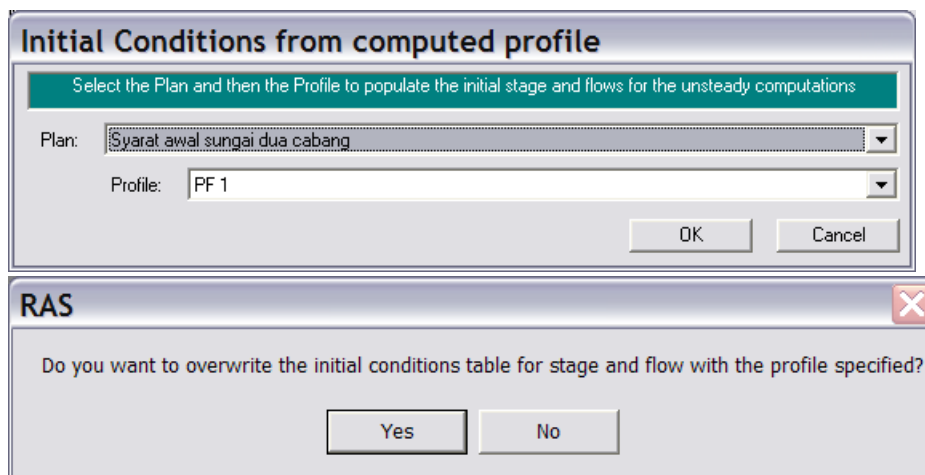 Initial Conditions from computed profile
Select the Plan and then the Profile to populate the initial stage and flows for the unsteady computations
Plan: Syarat awal sungai dua cabang
Profile: PF 1
OK Cancel
RAS
Do you want to overwrite the initial conditions table for stage and flow with the profile specified?
Yes No